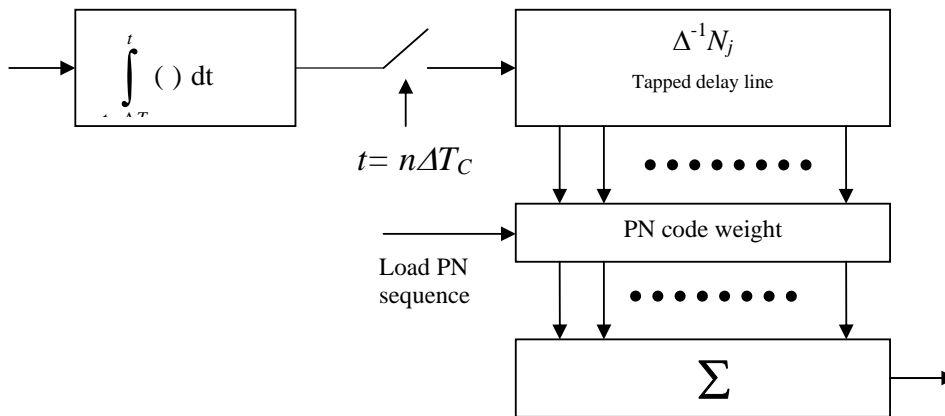 t
∫ ( ) dt
t= nΔT_C
Δ⁻¹N_j
Tapped delay line
PN code weight
Load PN
sequence
Σ